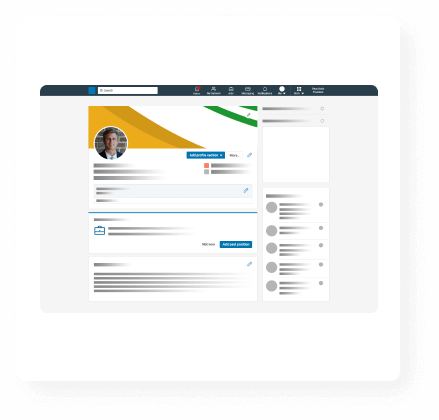 Search
Home
My Network
Jobs
Messaging
Notifications
Me
Work
Add profile section
More...
Not now
Add past position